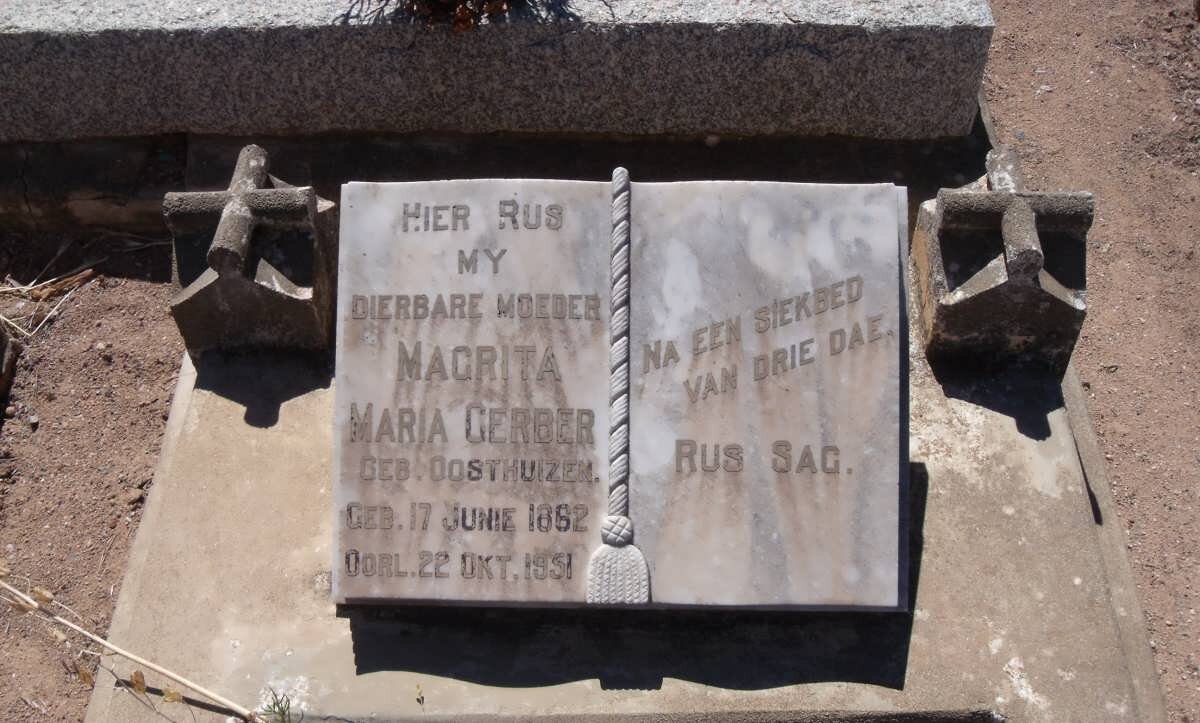 HIER RUS
MY
DIERBARE MOEDER
MAGRITA
MARIA GERBER
GEB. OOSTHUIZEN.
GEB. 17 JUNIE 1862
OORL. 22 OKT. 1951
NA EEN SIEKBED
VAN DRIE DAE.
RUS SAG.